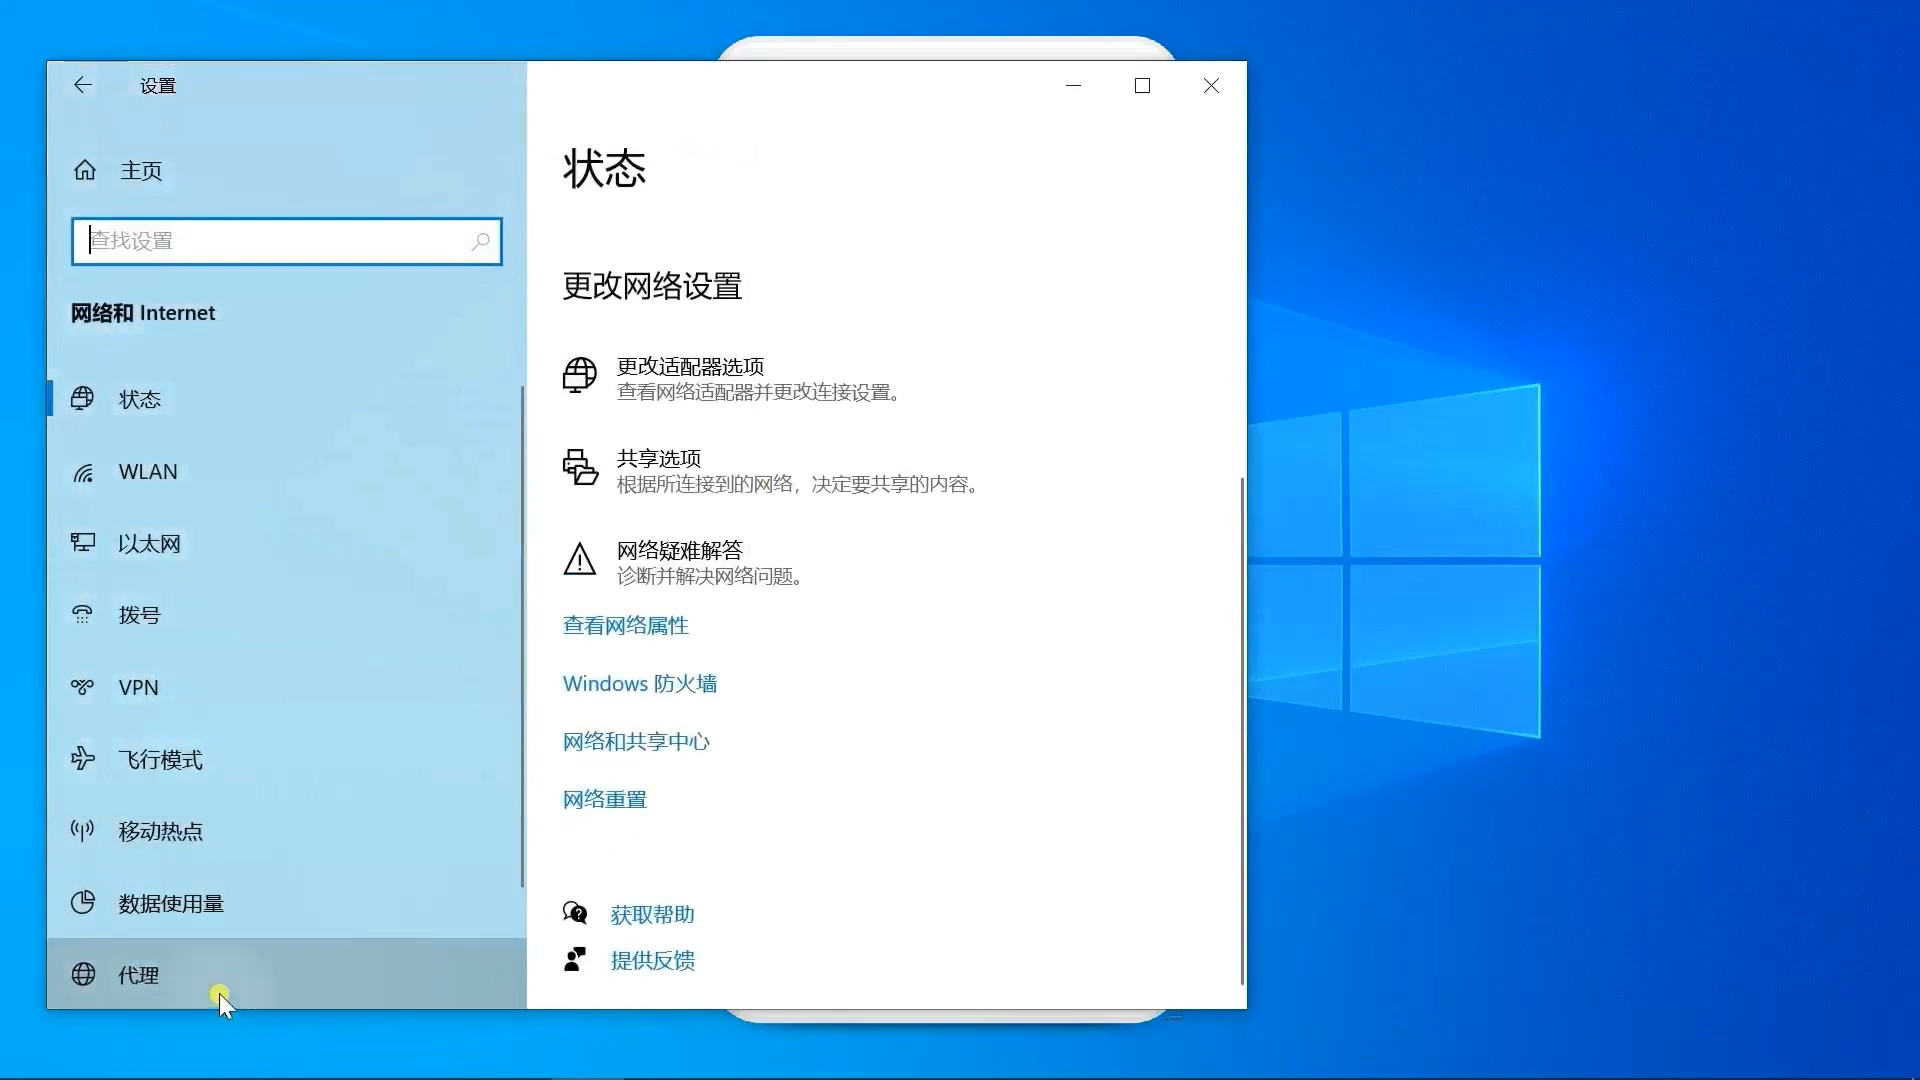 设置
主页
查找设置
网络和 Internet
状态
WLAN
以太网
拨号
VPN
飞行模式
移动热点
数据使用量
代理
状态
更改网络设置
更改适配器选项
查看网络适配器并更改连接设置。
共享选项
根据所连接到的网络，决定要共享的内容。
网络疑难解答
诊断并解决网络问题。
查看网络属性
Windows 防火墙
网络和共享中心
网络重置
获取帮助
提供反馈